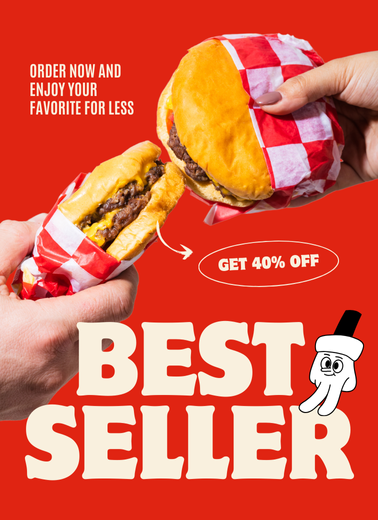 ORDER NOW AND
ENJOY YOUR
FAVORITE FOR LESS
GET 40% OFF
BEST
SELLER